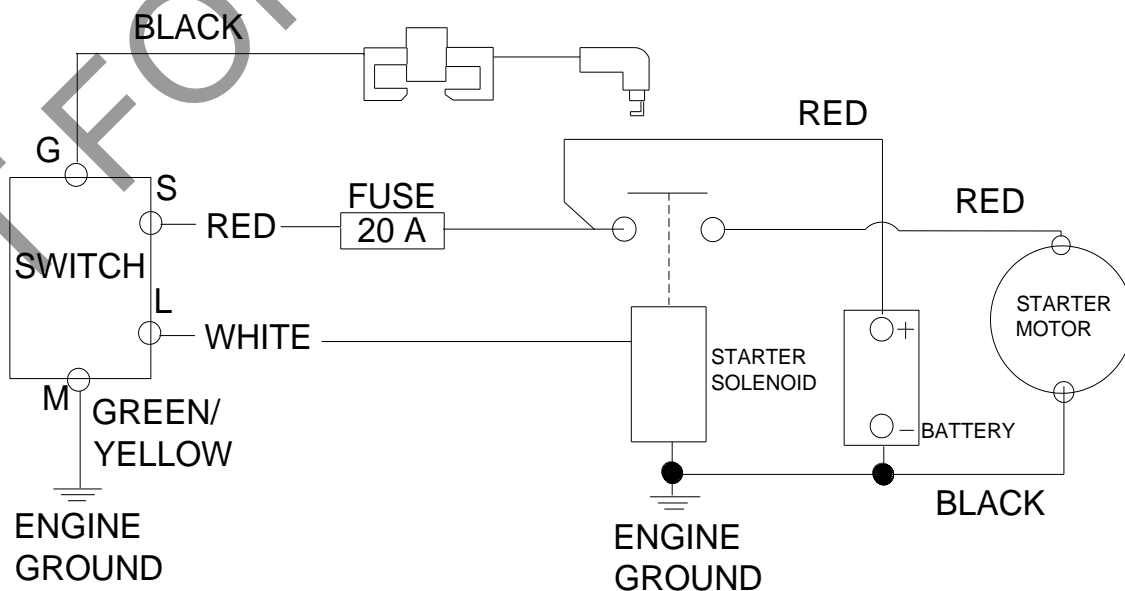 BLACK
G
S
RED
FUSE
20 A
RED
RED
SWITCH
L
WHITE
M
GREEN/
YELLOW
ENGINE
GROUND
STARTER
SOLENOID
ENGINE
GROUND
+
−
BATTERY
STARTER
MOTOR
BLACK
T FOR